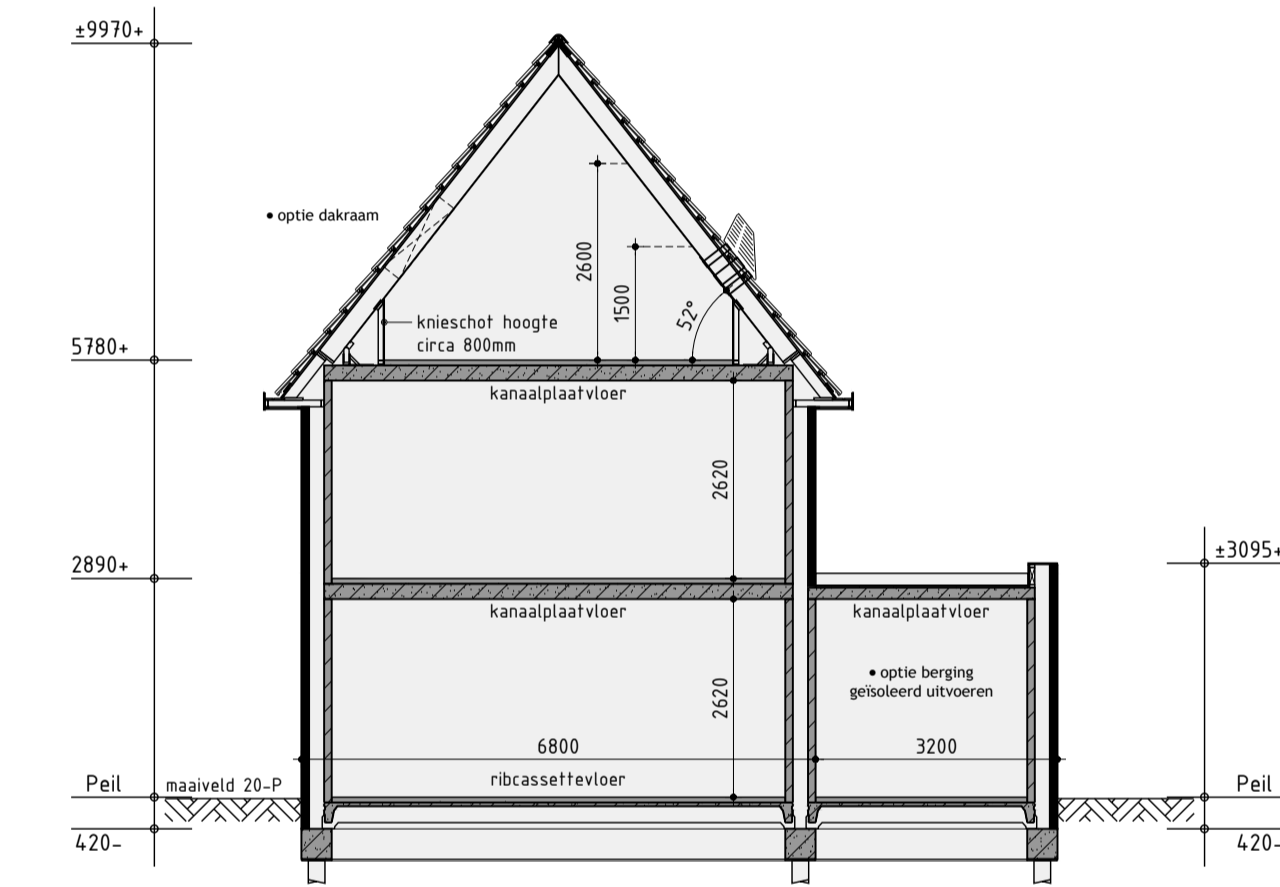 ±9970+
• optie dakraam
2600
1500
52°
knieschot hoogte
circa 800mm
5780+
kanaalplaatvloer
2620
2890+
±3095+
kanaalplaatvloer
kanaalplaatvloer
• optie berging
geïsoleerd uitvoeren
2620
6800
3200
ribcassettevloer
Peil
maaiveld 20-P
Peil
420-
420-